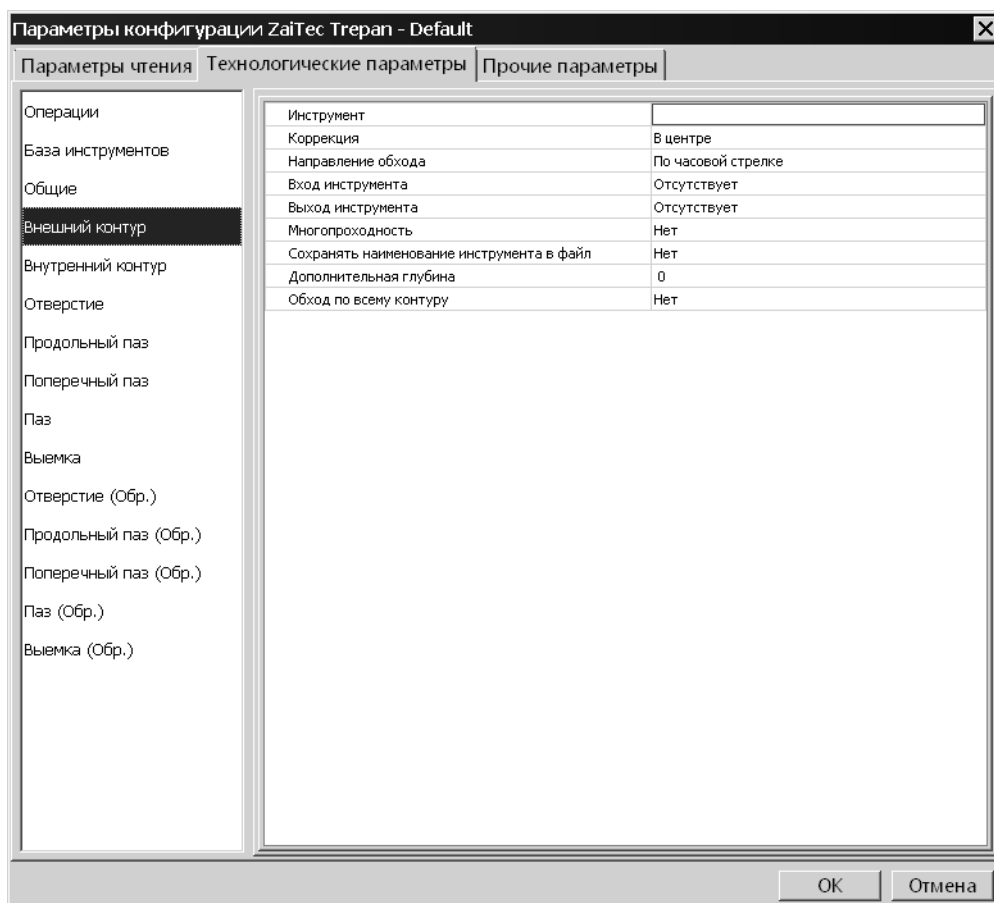 Параметры конфигурации ZaiTec Trepan - Default
Параметры чтения Технологические параметры Прочие параметры
Операции
База инструментов
Общие
Внешний контур
Внутренний контур
Отверстие
Продольный паз
Поперечный паз
Паз
Выемка
Отверстие (Обр.)
Продольный паз (Обр.)
Поперечный паз (Обр.)
Паз (Обр.)
Выемка (Обр.)
Инструмент
Коррекция В центре
Направление обхода По часовой стрелке
Вход инструмента Отсутствует
Выход инструмента Отсутствует
Многопроходность Нет
Сохранять наименование инструмента в файл Нет
Дополнительная глубина 0
Обход по всему контуру Нет
OK Отмена